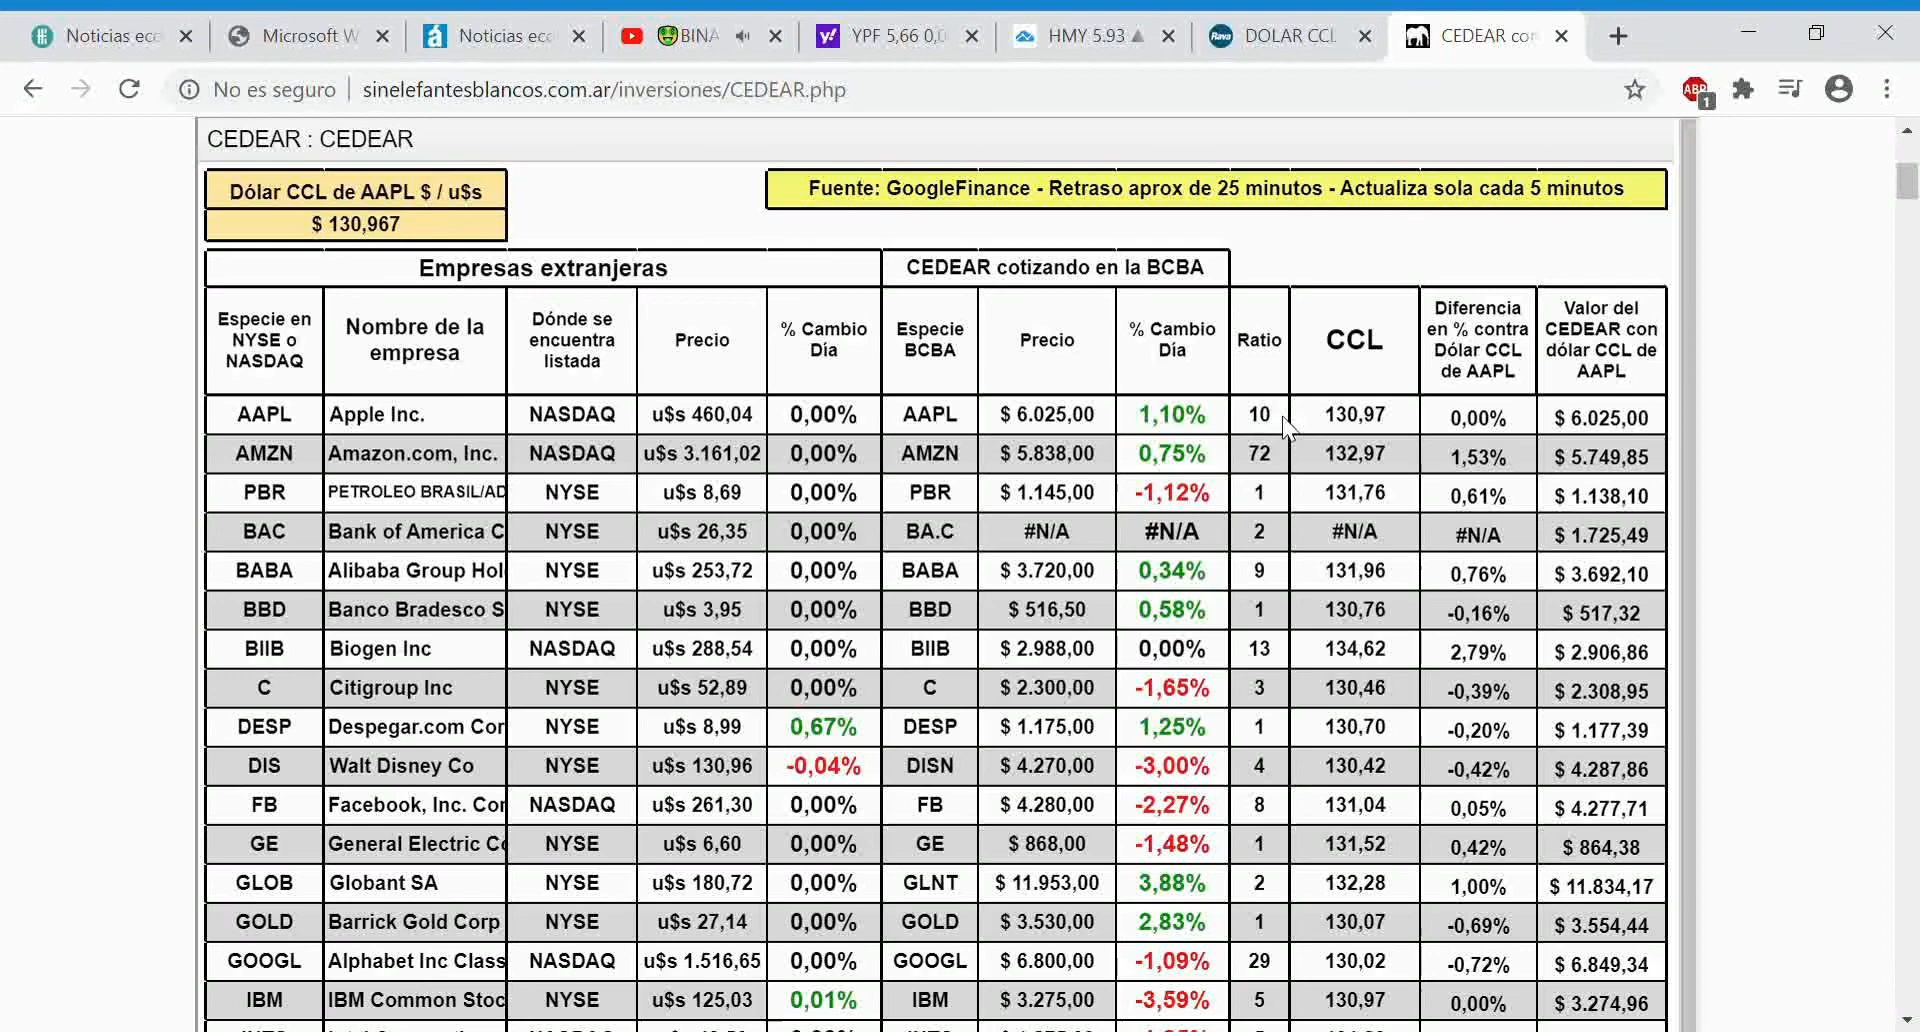 Noticias eco
Microsoft W
Noticias eco
BINA
YPF 5,66 0,0
HMY 5.93
DOLAR CCL
CEDEAR con
No es seguro
sinelefantesblancos.com.ar/inversiones/CEDEAR.php
ABP
1
CEDEAR : CEDEAR
Dólar CCL de AAPL $ / u$s
$ 130,967
Fuente: GoogleFinance - Retraso aprox de 25 minutos - Actualiza sola cada 5 minutos
Empresas extranjeras CEDEAR cotizando en la BCBA
Especie en NYSE o NASDAQ Nombre de la empresa Dónde se encuentra listada Precio % Cambio Día Especie BCBA Precio % Cambio Día Ratio CCL Diferencia en % contra Dólar CCL de AAPL Valor del CEDEAR con dólar CCL de AAPL
AAPL Apple Inc. NASDAQ u$s 460,04 0,00% AAPL $ 6.025,00 1,10% 10 130,97 0,00% $ 6.025,00
AMZN Amazon.com, Inc. NASDAQ u$s 3.161,02 0,00% AMZN $ 5.838,00 0,75% 72 132,97 1,53% $ 5.749,85
PBR PETROLEO BRASIL/AD NYSE u$s 8,69 0,00% PBR $ 1.145,00 -1,12% 1 131,76 0,61% $ 1.138,10
BAC Bank of America C NYSE u$s 26,35 0,00% BA.C #N/A #N/A 2 #N/A #N/A $ 1.725,49
BABA Alibaba Group Hol NYSE u$s 253,72 0,00% BABA $ 3.720,00 0,34% 9 131,96 0,76% $ 3.692,10
BBD Banco Bradesco S NYSE u$s 3,95 0,00% BBD $ 516,50 0,58% 1 130,76 -0,16% $ 517,32
BIIB Biogen Inc NASDAQ u$s 288,54 0,00% BIIB $ 2.988,00 0,00% 13 134,62 2,79% $ 2.906,86
C Citigroup Inc NYSE u$s 52,89 0,00% C $ 2.300,00 -1,65% 3 130,46 -0,39% $ 2.308,95
DESP Despegar.com Cor NYSE u$s 8,99 0,67% DESP $ 1.175,00 1,25% 1 130,70 -0,20% $ 1.177,39
DIS Walt Disney Co NYSE u$s 130,96 -0,04% DISN $ 4.270,00 -3,00% 4 130,42 -0,42% $ 4.287,86
FB Facebook, Inc. Cor NASDAQ u$s 261,30 0,00% FB $ 4.280,00 -2,27% 8 131,04 0,05% $ 4.277,71
GE General Electric Co NYSE u$s 6,60 0,00% GE $ 868,00 -1,48% 1 131,52 0,42% $ 864,38
GLOB Globant SA NYSE u$s 180,72 0,00% GLNT $ 11.953,00 3,88% 2 132,28 1,00% $ 11.834,17
GOLD Barrick Gold Corp NYSE u$s 27,14 0,00% GOLD $ 3.530,00 2,83% 1 130,07 -0,69% $ 3.554,44
GOOGL Alphabet Inc Class NASDAQ u$s 1.516,65 0,00% GOOGL $ 6.800,00 -1,09% 29 130,02 -0,72% $ 6.849,34
IBM IBM Common Stoc NYSE u$s 125,03 0,01% IBM $ 3.275,00 -3,59% 5 130,97 0,00% $ 3.274,96